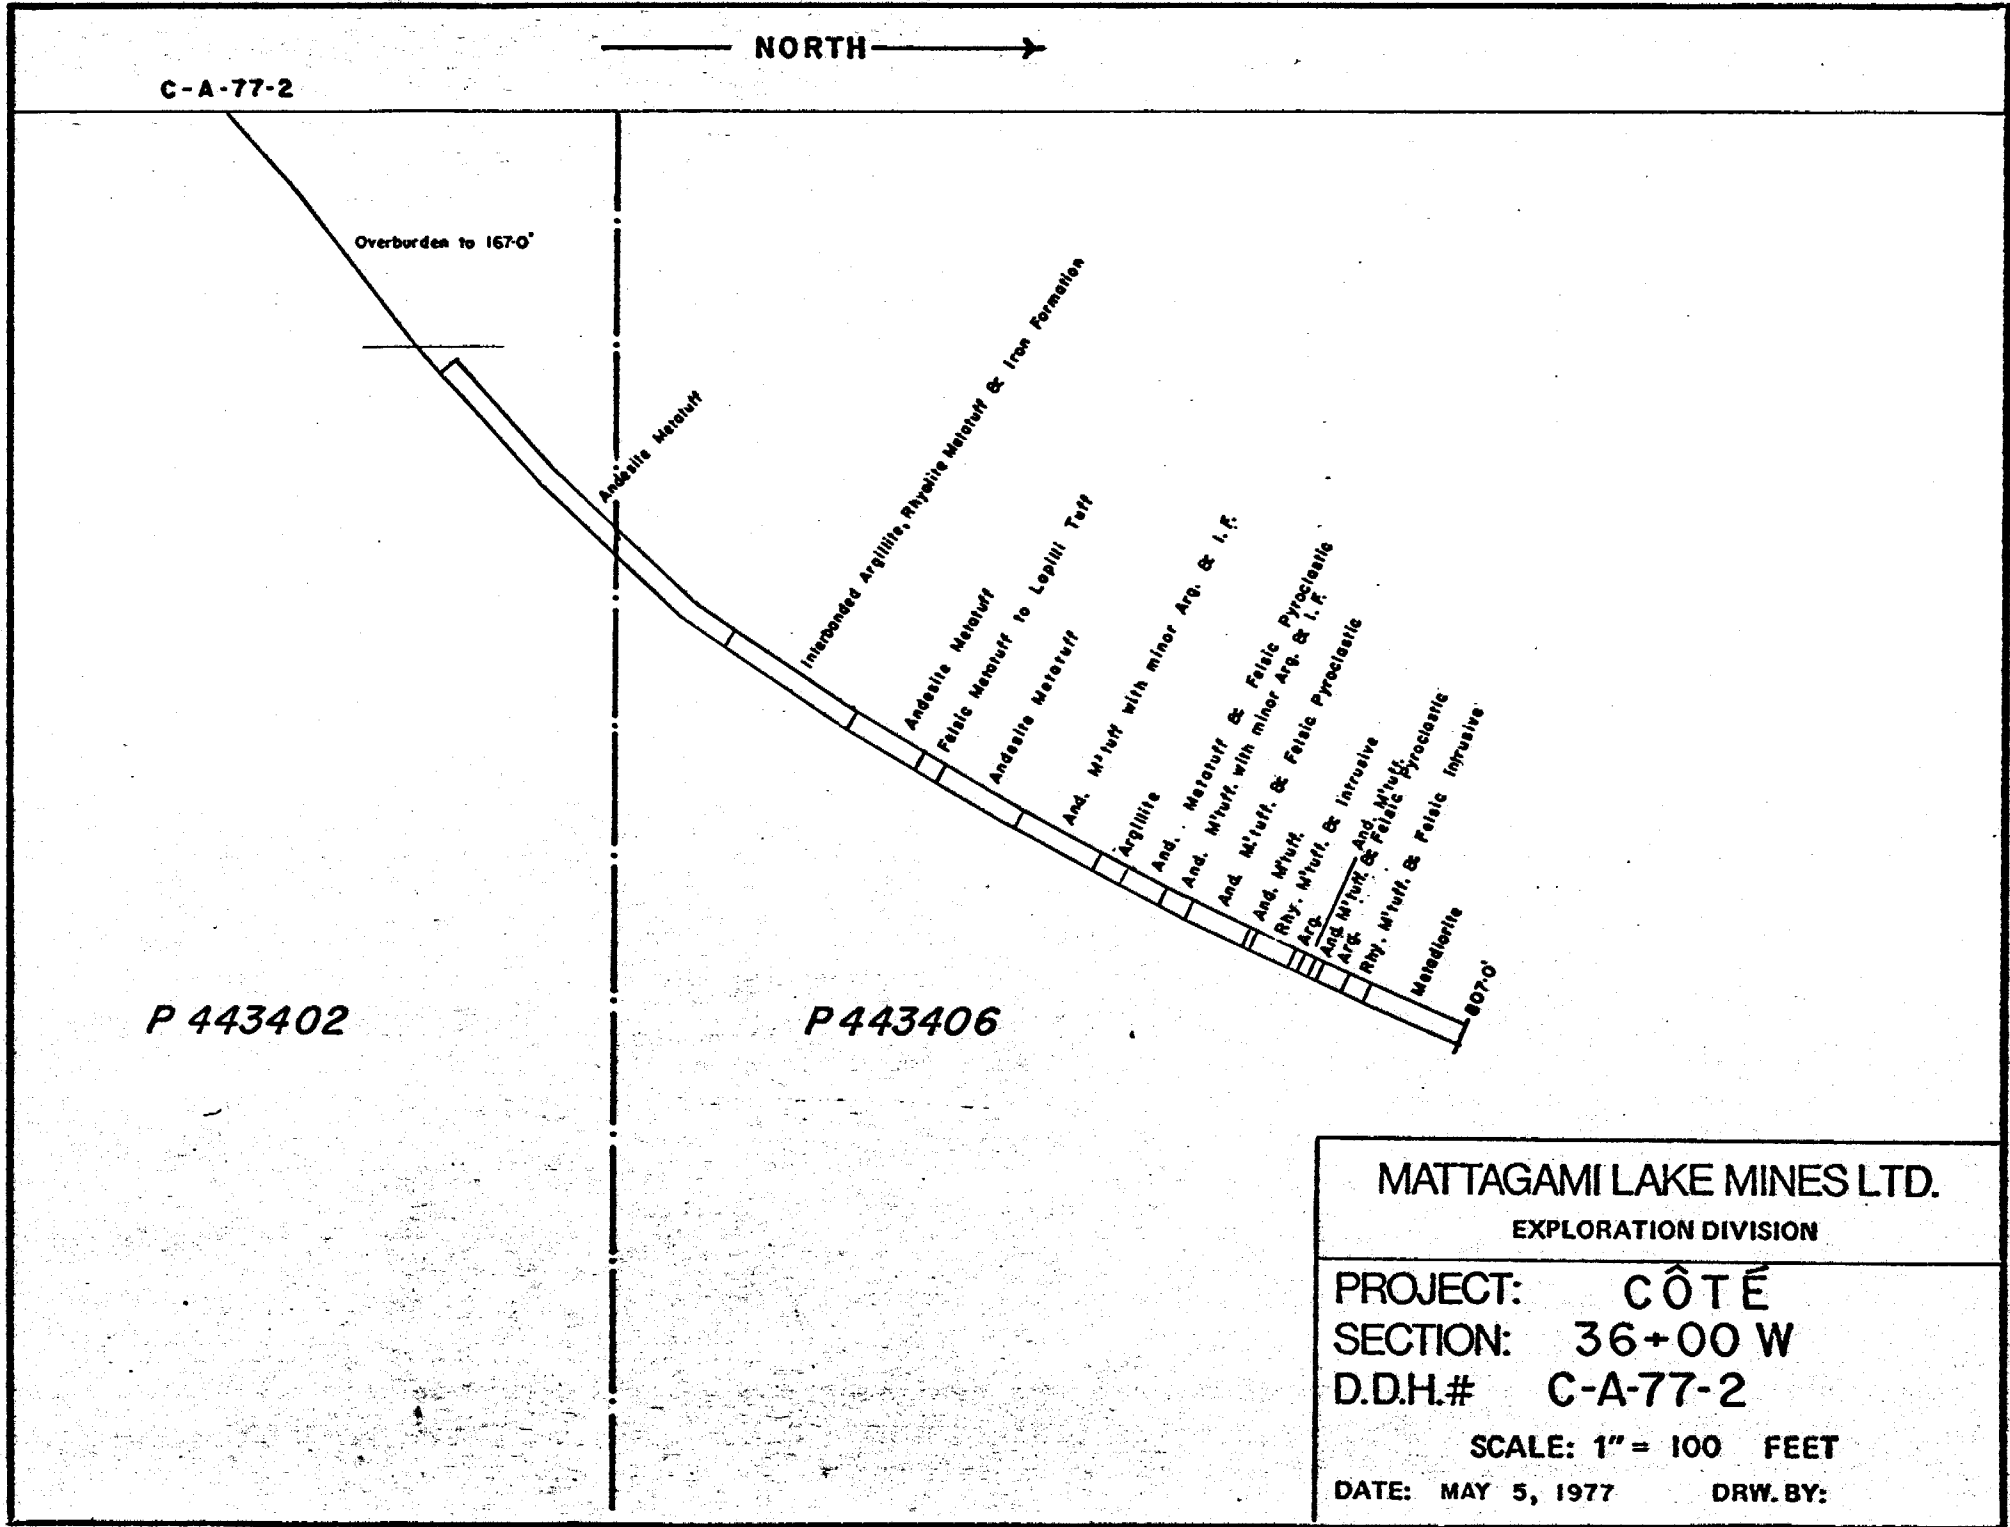 NORTH
C-A-77-2
Overburden to 167·0'
Andesite Metatuff
Interbanded Argillite, Rhyolite Metatuff & Iron Formation
Andesite Metatuff
Felsic Metatuff to Lapilli Tuff
Andesite Metatuff
And. M'tuff with minor Arg. & I.F.
Argillite
And. Metatuff & Felsic Pyroclastic
And. M'tuff. with minor Arg. & I.F.
And. M'tuff. & Felsic Pyroclastic
And. M'tuff.
Rhy. M'tuff. & Intrusive
Arg.
And. M'tuff.
And. M'tuff. & Felsic Pyroclastic
Arg.
Rhy. M'tuff. & Felsic Intrusive
Metadiorite
807·0'
P 443402
P 443406
MATTAGAMI LAKE MINES LTD.
EXPLORATION DIVISION
PROJECT: CÔTÉ
SECTION: 36+00 W
D.D.H.# C-A-77-2
SCALE: 1" = 100 FEET
DATE: MAY 5, 1977 DRW. BY: